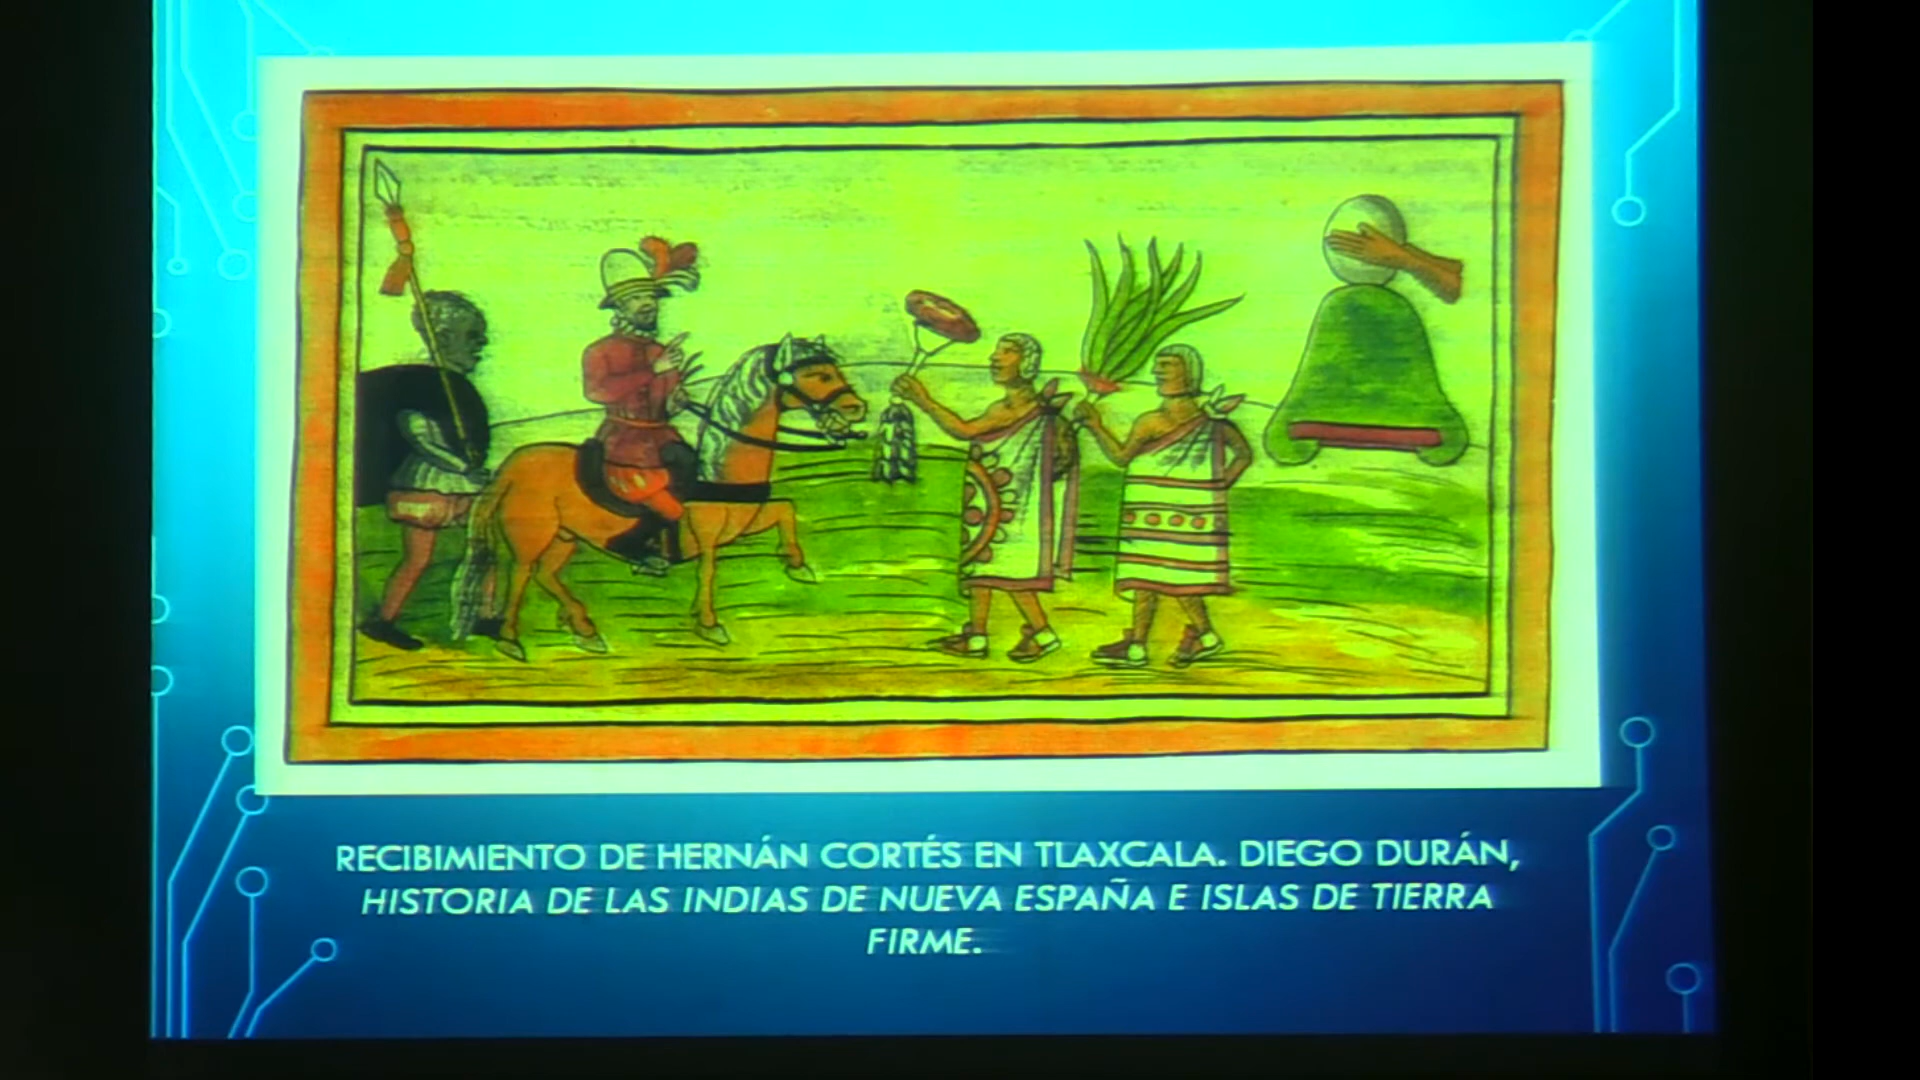 RECIBIMIENTO DE HERNÁN CORTÉS EN TLAXCALA. DIEGO DURÁN,
HISTORIA DE LAS INDIAS DE NUEVA ESPAÑA E ISLAS DE TIERRA
FIRME.